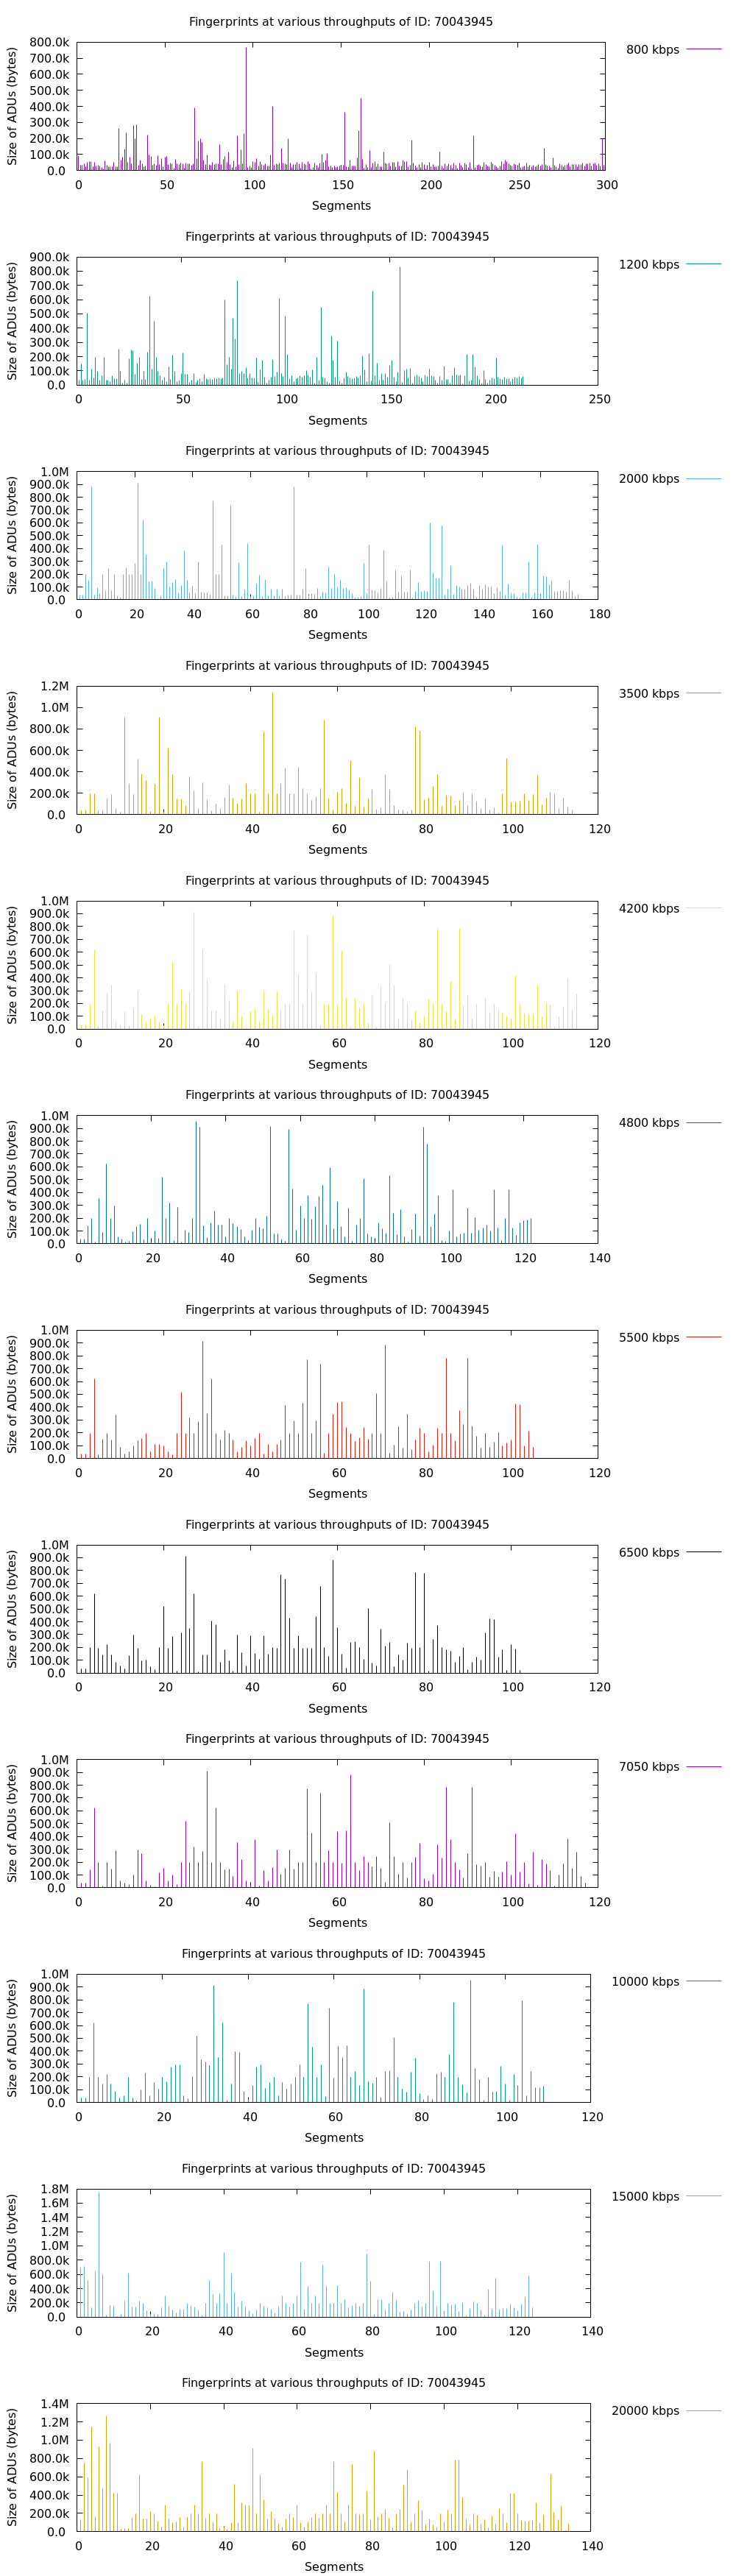 Fingerprints at various throughputs of ID: 70043945
800 kbps
Size of ADUs (bytes)
800.0k
700.0k
600.0k
500.0k
400.0k
300.0k
200.0k
100.0k
0.0
0 50 100 150 200 250 300
Segments
Fingerprints at various throughputs of ID: 70043945
1200 kbps
Size of ADUs (bytes)
900.0k
800.0k
700.0k
600.0k
500.0k
400.0k
300.0k
200.0k
100.0k
0.0
0 50 100 150 200 250
Segments
Fingerprints at various throughputs of ID: 70043945
2000 kbps
Size of ADUs (bytes)
1.0M
900.0k
800.0k
700.0k
600.0k
500.0k
400.0k
300.0k
200.0k
100.0k
0.0
0 20 40 60 80 100 120 140 160 180
Segments
Fingerprints at various throughputs of ID: 70043945
3500 kbps
Size of ADUs (bytes)
1.2M
1.0M
800.0k
600.0k
400.0k
200.0k
0.0
0 20 40 60 80 100 120
Segments
Fingerprints at various throughputs of ID: 70043945
4200 kbps
Size of ADUs (bytes)
1.0M
900.0k
800.0k
700.0k
600.0k
500.0k
400.0k
300.0k
200.0k
100.0k
0.0
0 20 40 60 80 100 120
Segments
Fingerprints at various throughputs of ID: 70043945
4800 kbps
Size of ADUs (bytes)
1.0M
900.0k
800.0k
700.0k
600.0k
500.0k
400.0k
300.0k
200.0k
100.0k
0.0
0 20 40 60 80 100 120 140
Segments
Fingerprints at various throughputs of ID: 70043945
5500 kbps
Size of ADUs (bytes)
1.0M
900.0k
800.0k
700.0k
600.0k
500.0k
400.0k
300.0k
200.0k
100.0k
0.0
0 20 40 60 80 100 120
Segments
Fingerprints at various throughputs of ID: 70043945
6500 kbps
Size of ADUs (bytes)
1.0M
900.0k
800.0k
700.0k
600.0k
500.0k
400.0k
300.0k
200.0k
100.0k
0.0
0 20 40 60 80 100 120
Segments
Fingerprints at various throughputs of ID: 70043945
7050 kbps
Size of ADUs (bytes)
1.0M
900.0k
800.0k
700.0k
600.0k
500.0k
400.0k
300.0k
200.0k
100.0k
0.0
0 20 40 60 80 100 120
Segments
Fingerprints at various throughputs of ID: 70043945
10000 kbps
Size of ADUs (bytes)
1.0M
900.0k
800.0k
700.0k
600.0k
500.0k
400.0k
300.0k
200.0k
100.0k
0.0
0 20 40 60 80 100 120
Segments
Fingerprints at various throughputs of ID: 70043945
15000 kbps
Size of ADUs (bytes)
1.8M
1.6M
1.4M
1.2M
1.0M
800.0k
600.0k
400.0k
200.0k
0.0
0 20 40 60 80 100 120 140
Segments
Fingerprints at various throughputs of ID: 70043945
20000 kbps
Size of ADUs (bytes)
1.4M
1.2M
1.0M
800.0k
600.0k
400.0k
200.0k
0.0
0 20 40 60 80 100 120 140
Segments